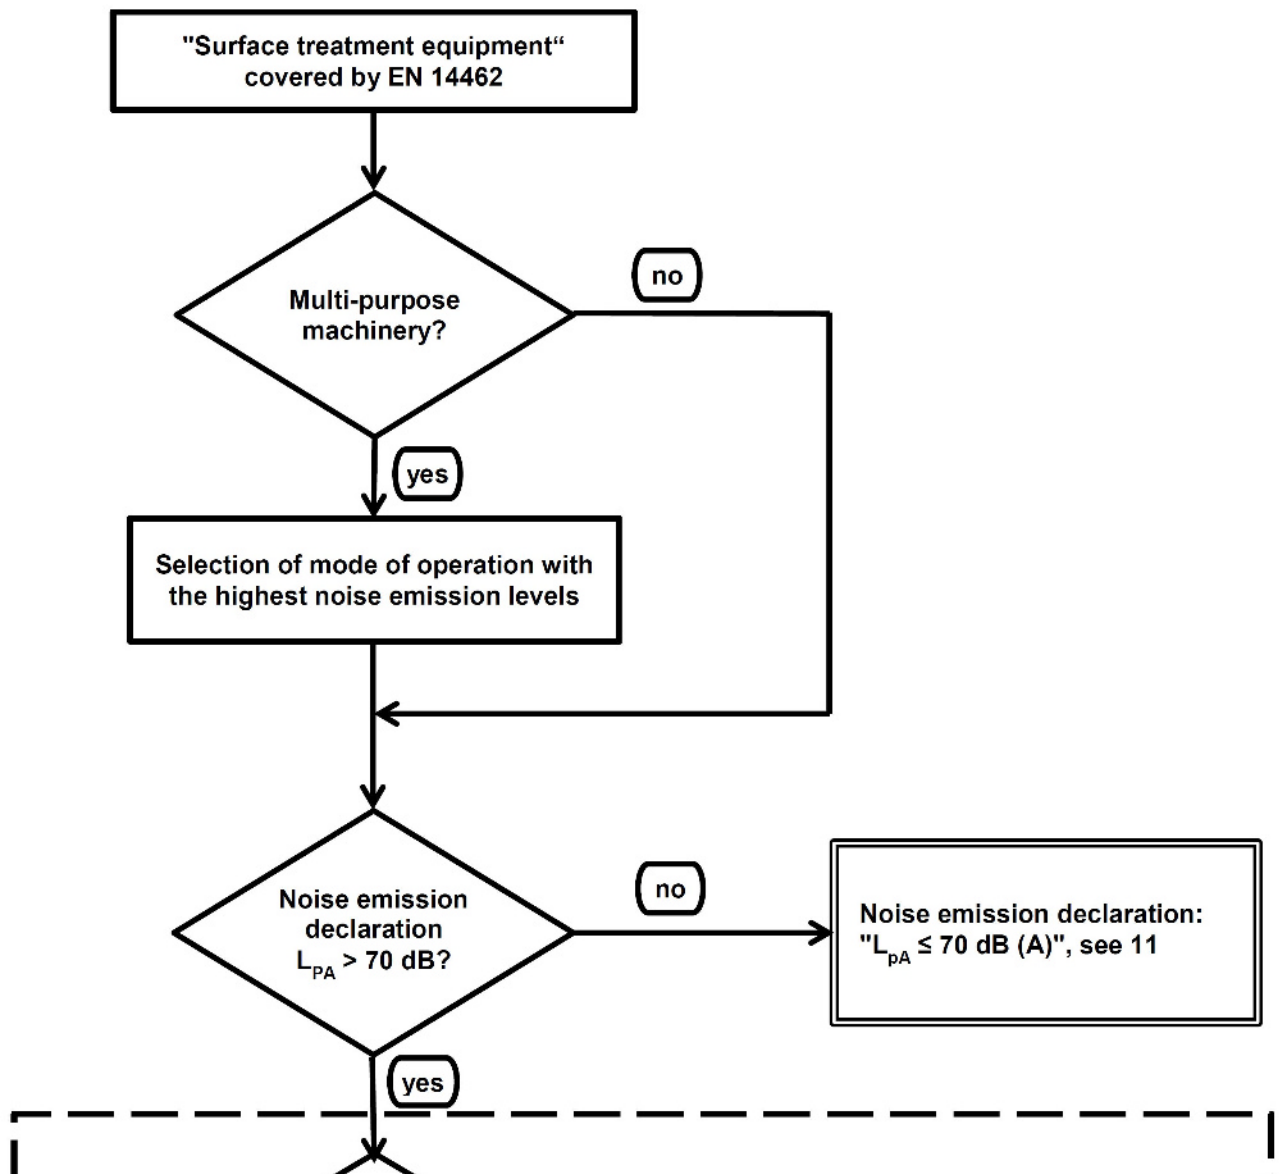 "Surface treatment equipment“
covered by EN 14462
no
Multi-purpose
machinery?
yes
Selection of mode of operation with
the highest noise emission levels
no
Noise emission
declaration
LPA > 70 dB?
Noise emission declaration:
"LpA ≤ 70 dB (A)", see 11
yes